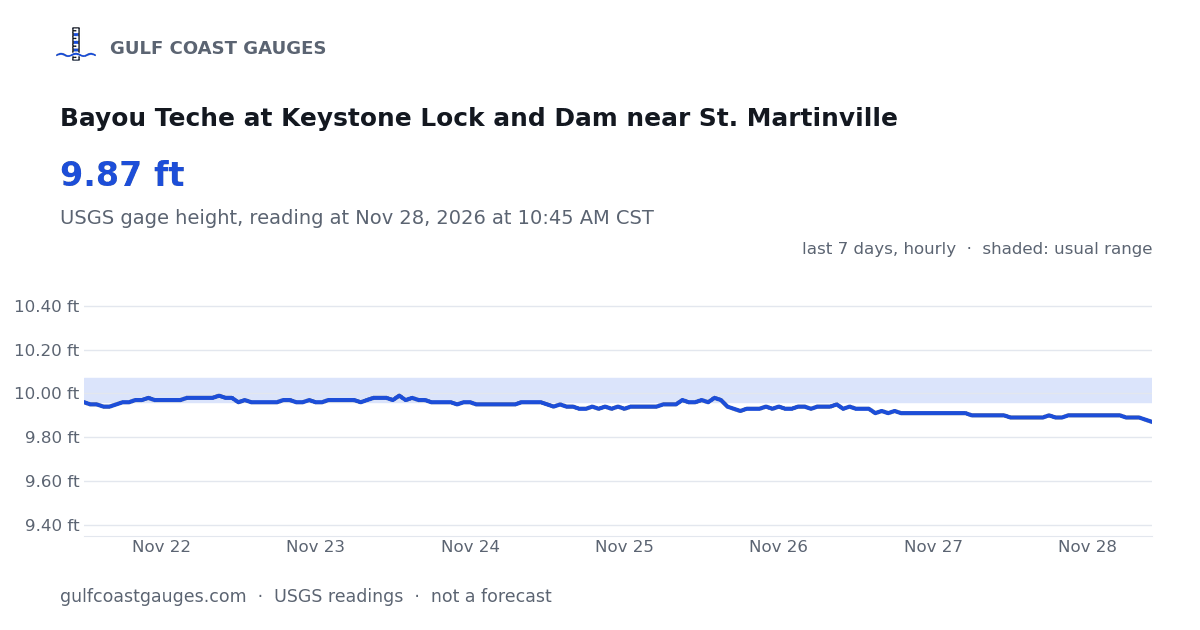 GULF COAST GAUGES
Bayou Teche at Keystone Lock and Dam near St. Martinville
9.87 ft
USGS gage height, reading at Nov 28, 2026 at 10:45 AM CST
last 7 days, hourly · shaded: usual range
10.40 ft
10.20 ft
10.00 ft
9.80 ft
9.60 ft
9.40 ft
Nov 22 Nov 23 Nov 24 Nov 25 Nov 26 Nov 27 Nov 28
gulfcoastgauges.com · USGS readings · not a forecast